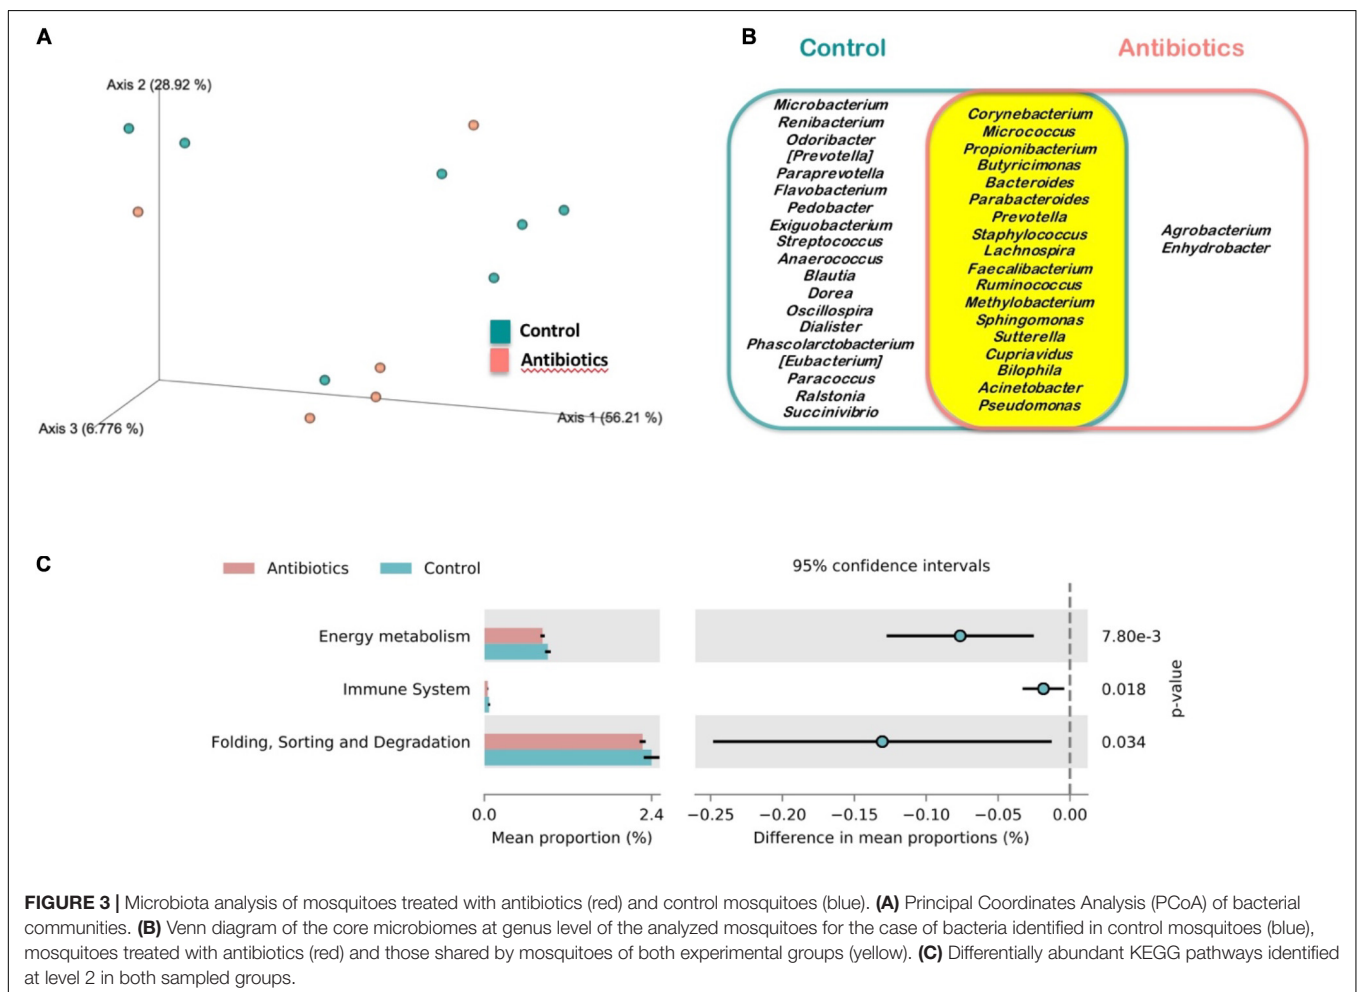 A
Axis 2 (28.92 %)
Control
Antibiotics
Axis 1 (56.21 %)
Axis 3 (6.776 %)
B
Control
Antibiotics
Microbacterium
Renibacterium
Odoribacter
[Prevotella]
Paraprevotella
Flavobacterium
Pedobacter
Exiguobacterium
Streptococcus
Anaerococcus
Blautia
Dorea
Oscillospira
Dialister
Phascolarctobacterium
[Eubacterium]
Paracoccus
Ralstonia
Succinivibrio
Corynebacterium
Micrococcus
Propionibacterium
Butyricimonas
Bacteroides
Parabacteroides
Prevotella
Staphylococcus
Lachnospira
Faecalibacterium
Ruminococcus
Methylobacterium
Sphingomonas
Sutterella
Cupriavidus
Bilophila
Acinetobacter
Pseudomonas
Agrobacterium
Enhydrobacter
C
Antibiotics
Control
95% confidence intervals
Energy metabolism
7.80e-3
Immune System
0.018
Folding, Sorting and Degradation
0.034
p-value
0.0
2.4
−0.25
−0.20
−0.15
−0.10
−0.05
0.00
Mean proportion (%)
Difference in mean proportions (%)
FIGURE 3 | Microbiota analysis of mosquitoes treated with antibiotics (red) and control mosquitoes (blue). (A) Principal Coordinates Analysis (PCoA) of bacterial
communities. (B) Venn diagram of the core microbiomes at genus level of the analyzed mosquitoes for the case of bacteria identified in control mosquitoes (blue),
mosquitoes treated with antibiotics (red) and those shared by mosquitoes of both experimental groups (yellow). (C) Differentially abundant KEGG pathways identified
at level 2 in both sampled groups.